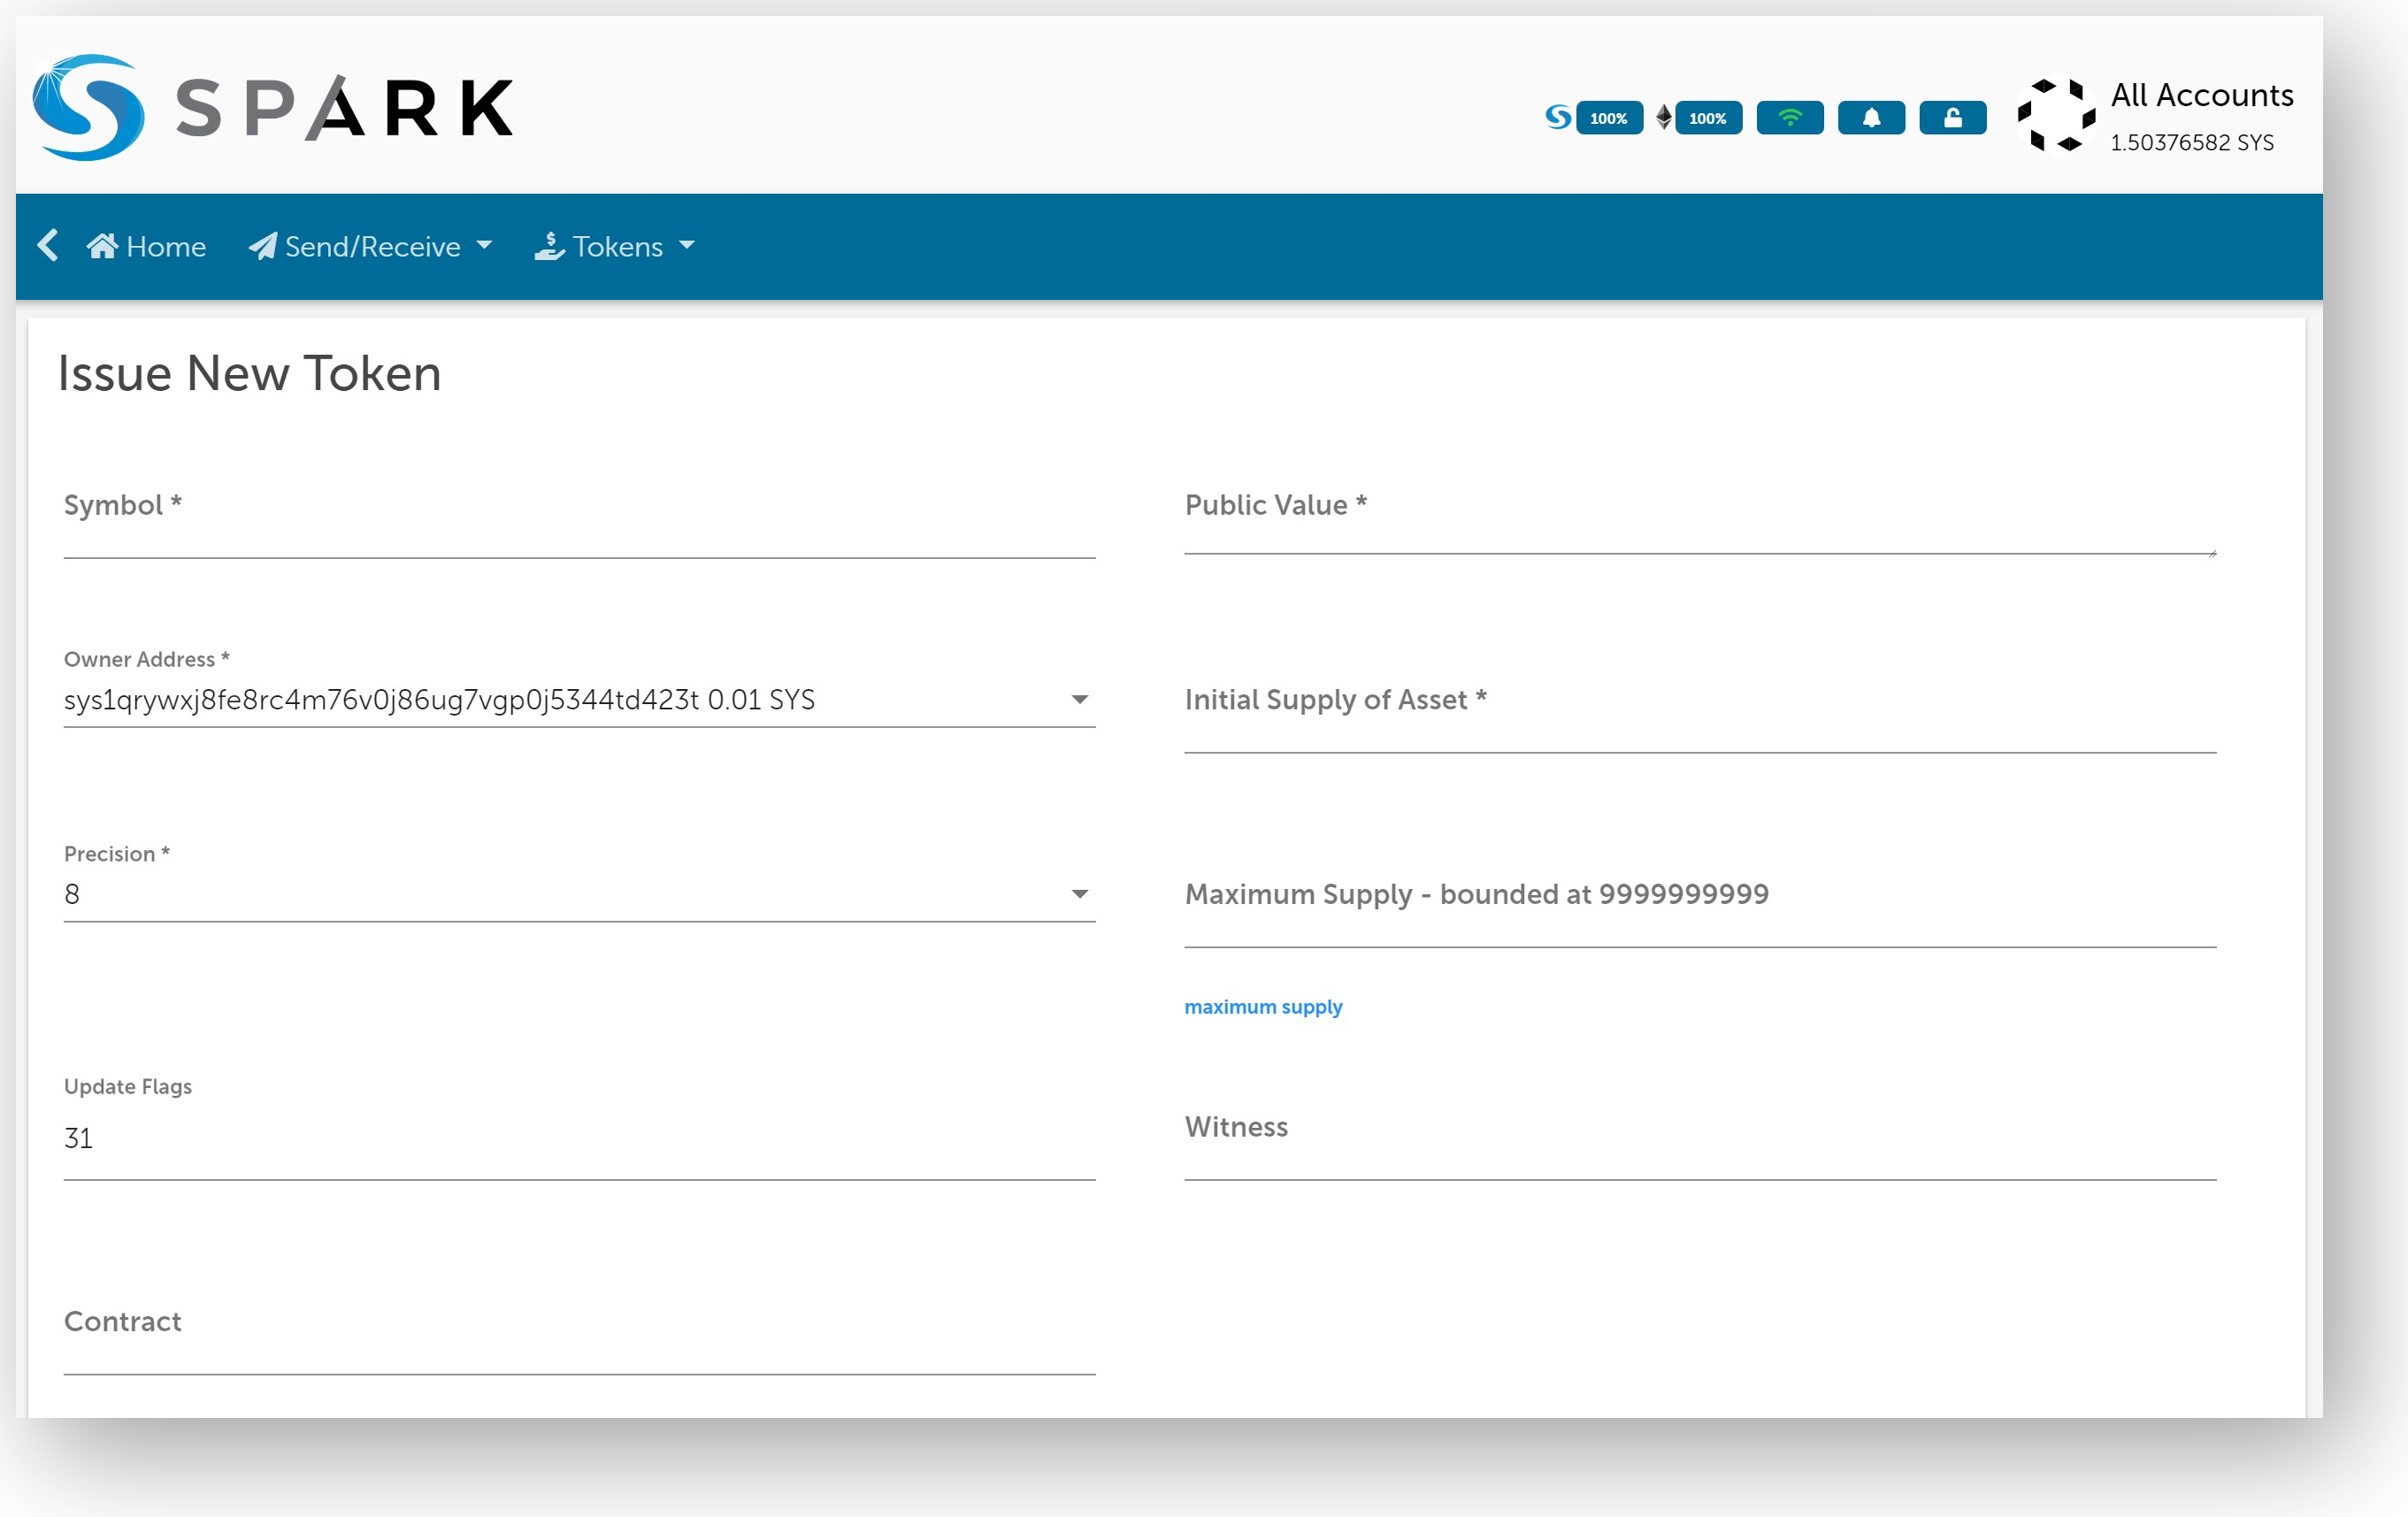 SPARK
100% 100%
All Accounts
1.50376582 SYS
Home Send/Receive Tokens
Issue New Token
Symbol *
Public Value *
Owner Address *
sys1qrywxj8fe8rc4m76v0j86ug7vgp0j5344td423t 0.01 SYS
Initial Supply of Asset *
Precision *
8
Maximum Supply - bounded at 9999999999
maximum supply
Update Flags
31
Witness
Contract